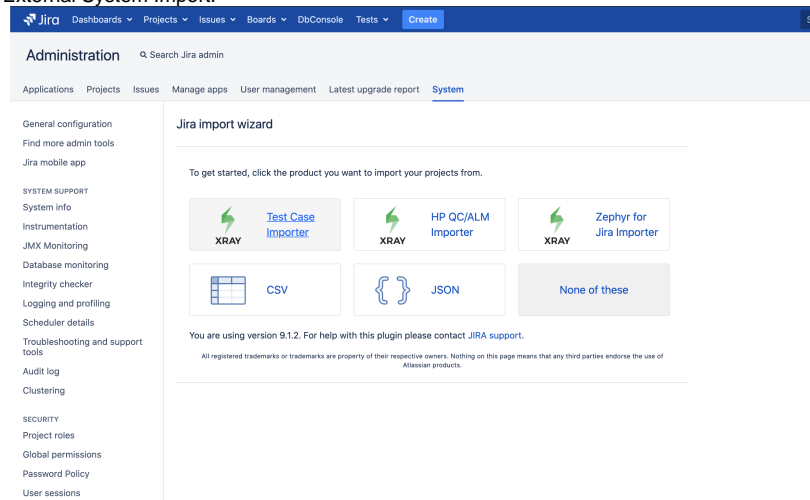 External System Import.
Jira Dashboards Projects Issues Boards DbConsole Tests Create
Administration Search Jira admin
Applications Projects Issues Manage apps User management Latest upgrade report System
General configuration
Find more admin tools
Jira mobile app
SYSTEM SUPPORT
System info
Instrumentation
JMX Monitoring
Database monitoring
Integrity checker
Logging and profiling
Scheduler details
Troubleshooting and support
tools
Audit log
Clustering
SECURITY
Project roles
Global permissions
Password Policy
User sessions
Jira import wizard
To get started, click the product you want to import your projects from.
XRAY
Test Case
Importer
XRAY
HP QC/ALM
Importer
XRAY
Zephyr for
Jira Importer
CSV
{ } JSON
None of these
You are using version 9.1.2. For help with this plugin please contact JIRA support.
All registered trademarks or trademarks are property of their respective owners. Nothing on this page means that any third parties endorse the use of
Atlassian products.